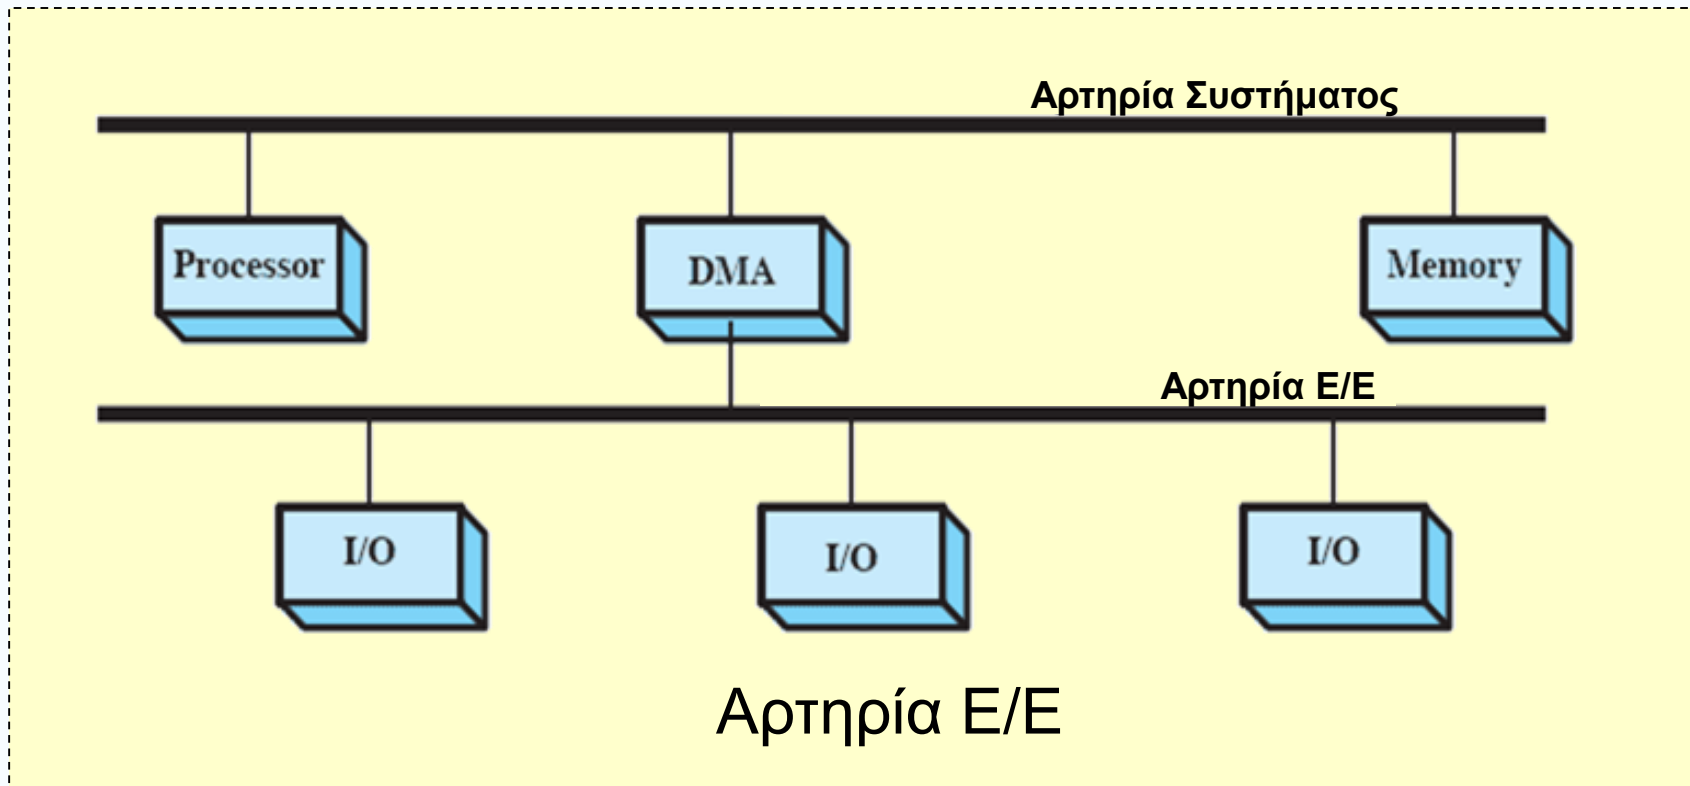 Αρτηρία Συστήματος
Processor
DMA
Memory
Αρτηρία Ε/Ε
I/O
I/O
I/O
Αρτηρία Ε/Ε